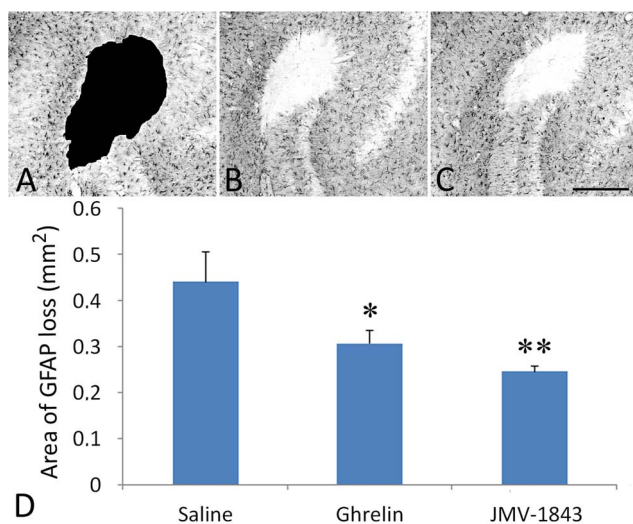 A
B
C
Area of GFAP loss (mm²)
0.6
0.5
0.4
0.3
0.2
0.1
0
*
**
D
Saline
Ghrelin
JMV-1843